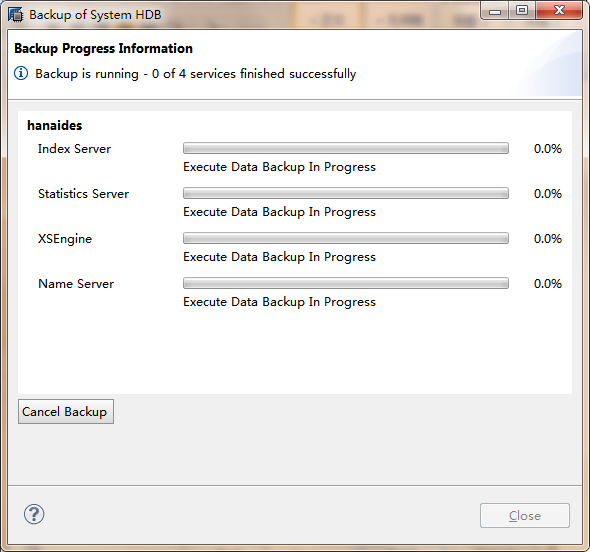 Backup of System HDB
Backup Progress Information
Backup is running - 0 of 4 services finished successfully
hanaides
Index Server 0.0%
Execute Data Backup In Progress
Statistics Server 0.0%
Execute Data Backup In Progress
XSEngine 0.0%
Execute Data Backup In Progress
Name Server 0.0%
Execute Data Backup In Progress
Cancel Backup
Close